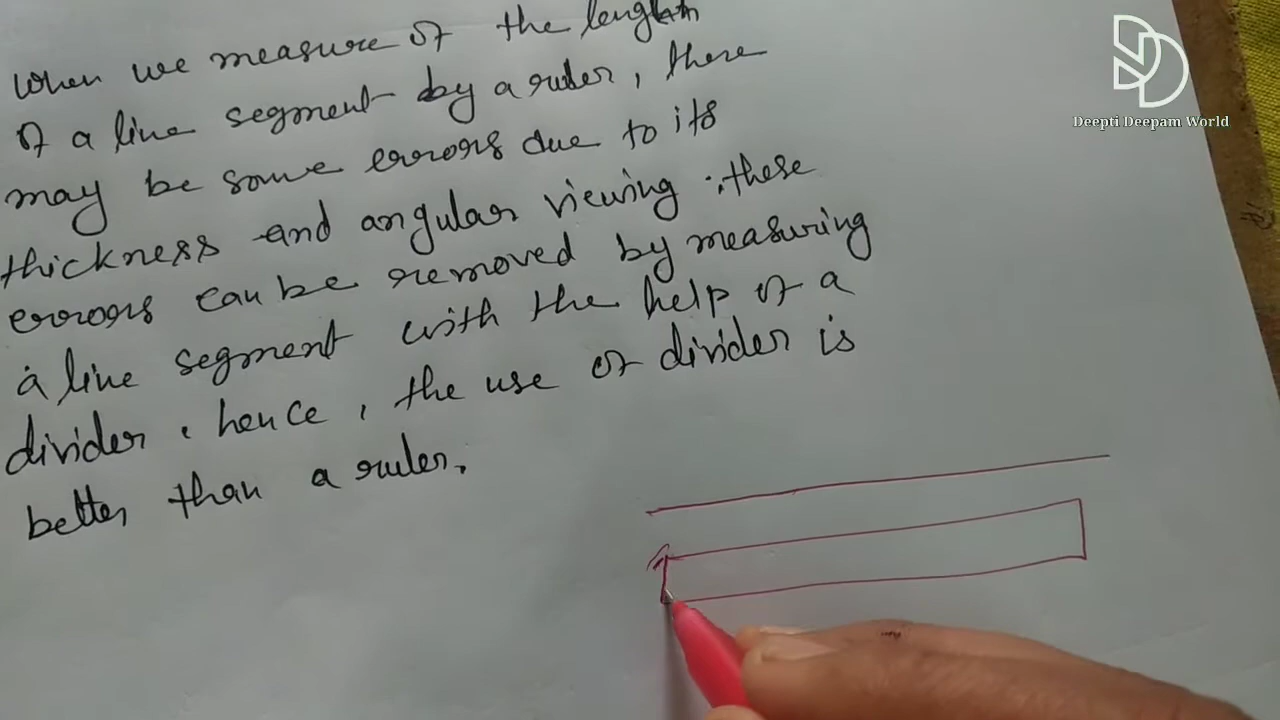 When we measure of the length
of a line segment by a ruler, there
may be some errors due to its
thickness and angular viewing. these
errors can be removed by measuring
a line segment with the help of a
divider. hence, the use of divider is
better than a ruler.
Deepti Deepam World